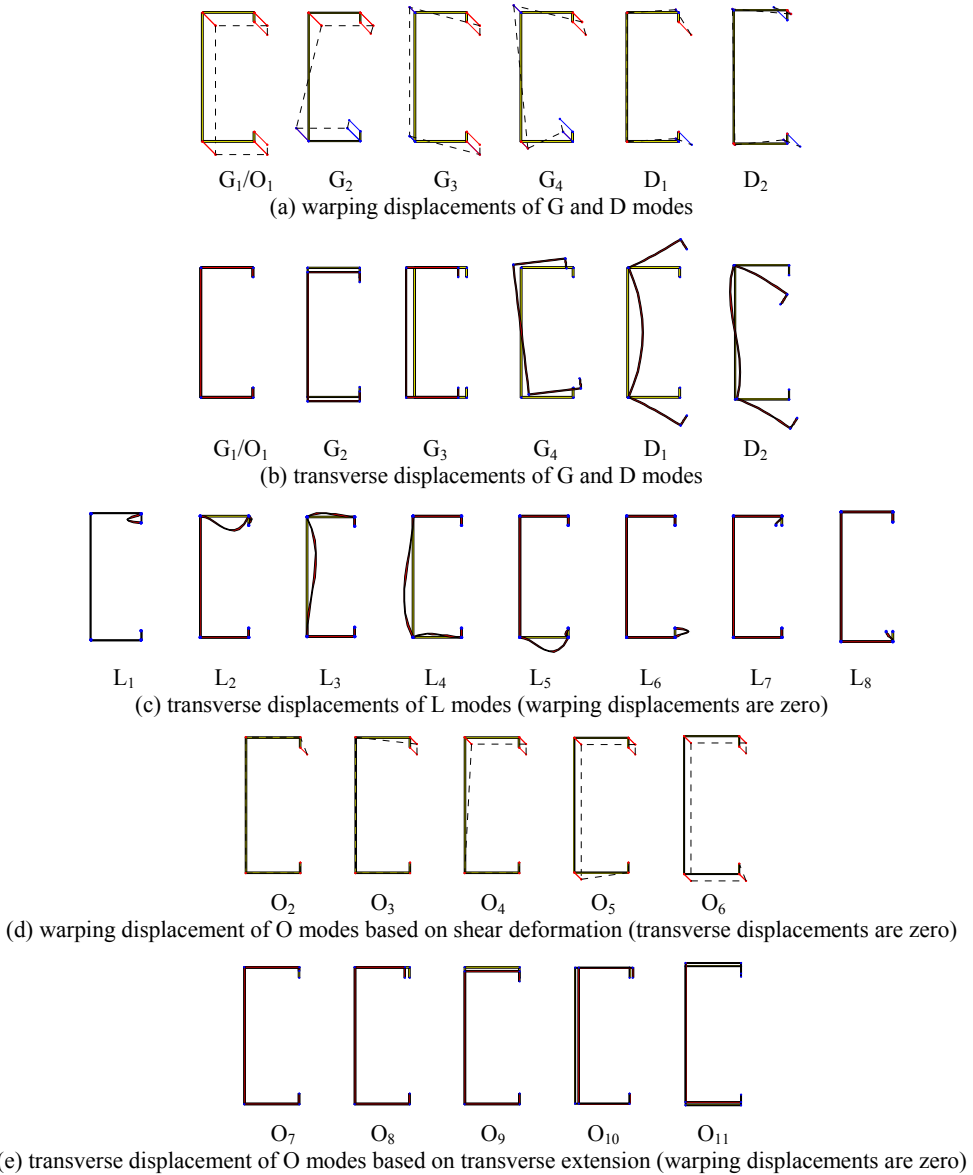 G₁/O₁ G₂ G₃ G₄ D₁ D₂
(a) warping displacements of G and D modes
G₁/O₁ G₂ G₃ G₄ D₁ D₂
(b) transverse displacements of G and D modes
L₁ L₂ L₃ L₄ L₅ L₆ L₇ L₈
(c) transverse displacements of L modes (warping displacements are zero)
O₂ O₃ O₄ O₅ O₆
(d) warping displacement of O modes based on shear deformation (transverse displacements are zero)
O₇ O₈ O₉ O₁₀ O₁₁
(e) transverse displacement of O modes based on transverse extension (warping displacements are zero)